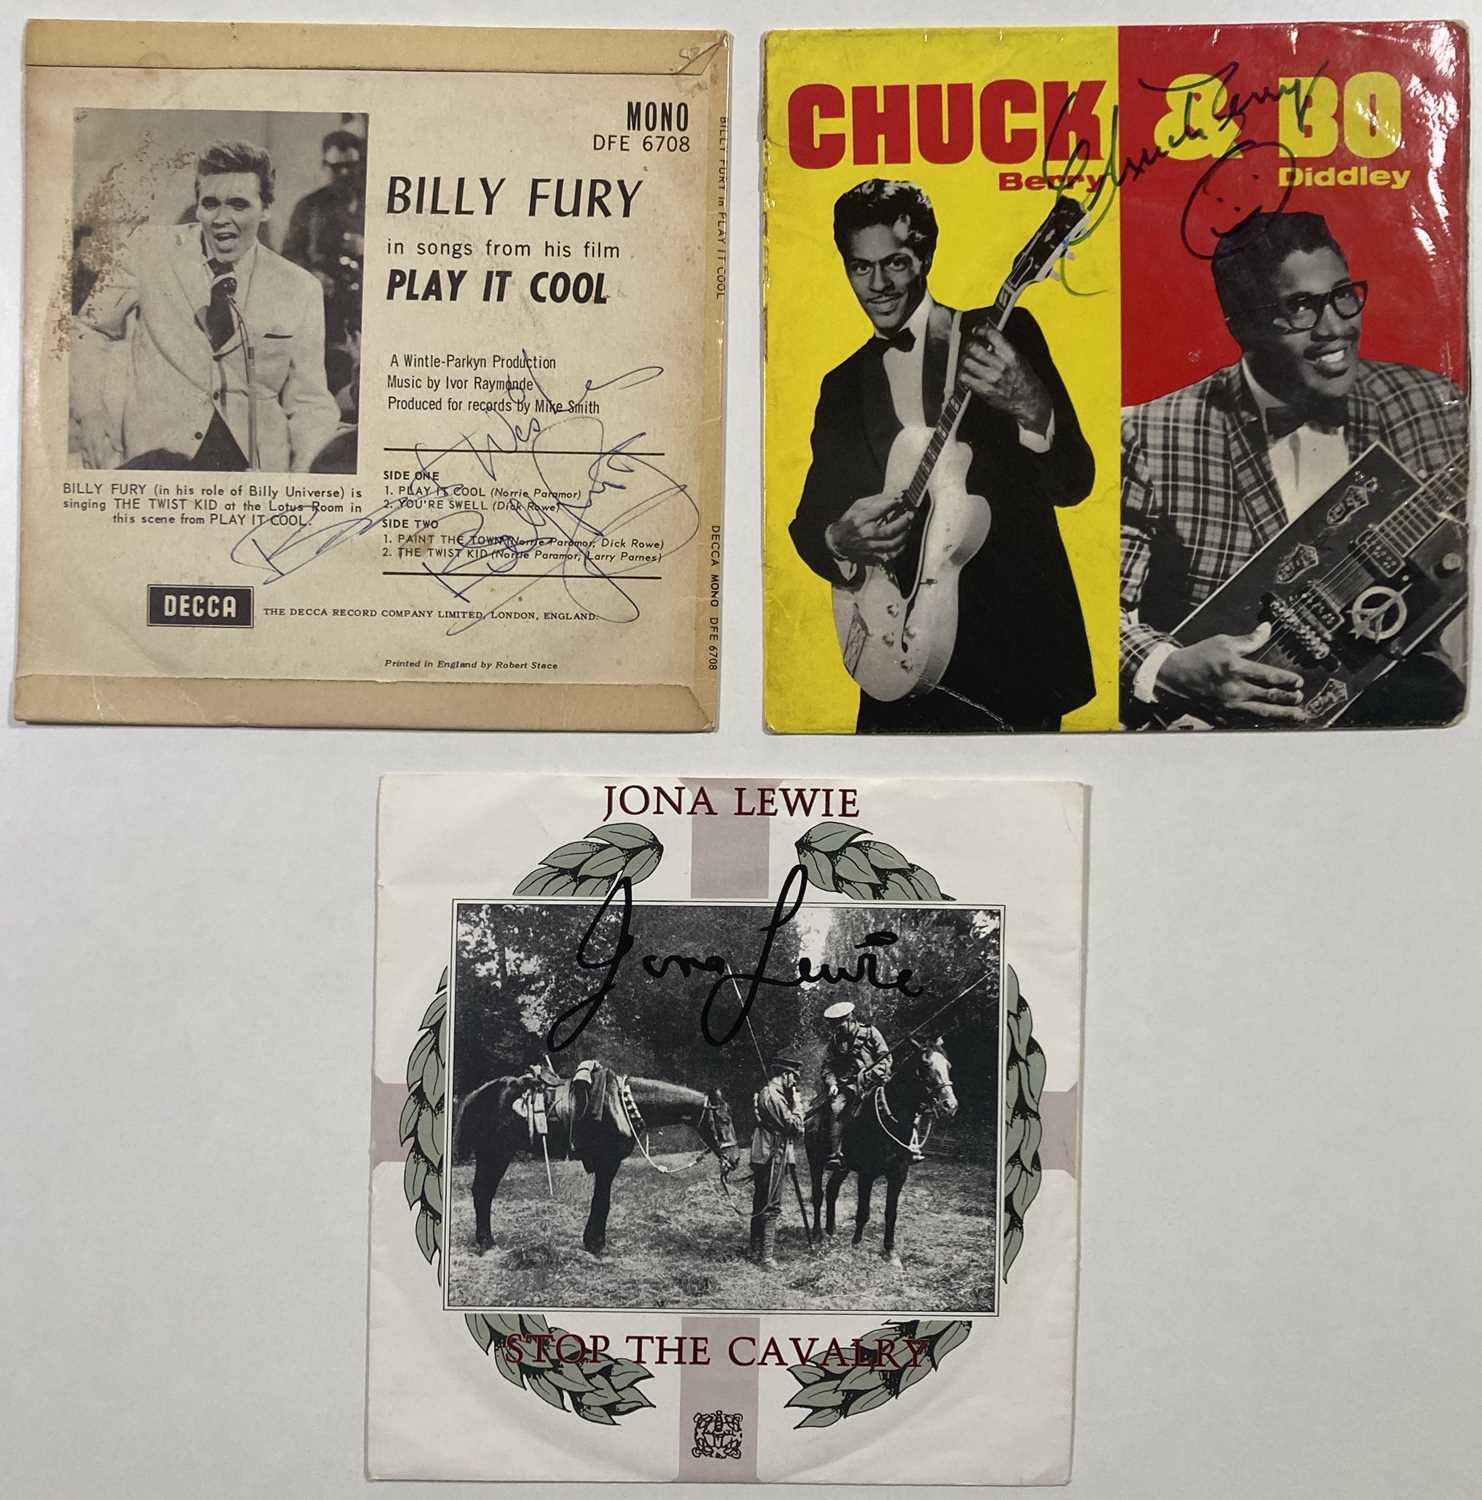 MONO
DFE 6708
BILLY FURY
in songs from his film
PLAY IT COOL
A Wintle-Parkyn Production
Music by Ivor Raymonde
Produced for records by Mike Smith
Best Wishes
Billy Fury
SIDE ONE
1. PLAY IT COOL (Norrie Paramor)
2. YOU'RE SWELL (Dick Rowe)
SIDE TWO
1. PAINT THE TOWN (Norrie Paramor, Dick Rowe)
2. THE TWIST KID (Norrie Paramor, Larry Parnes)
BILLY FURY (in his role of Billy Universe) is
singing THE TWIST KID at the Lotus Room in
this scene from PLAY IT COOL.
DECCA
THE DECCA RECORD COMPANY LIMITED, LONDON, ENGLAND.
Printed in England by Robert Stace
BILLY FURY in PLAY IT COOL
DECCA MONO DFE 6708
CHUCK & BO
Berry
Diddley
Chuck Berry
JONA LEWIE
Jona Lewie
STOP THE CAVALRY